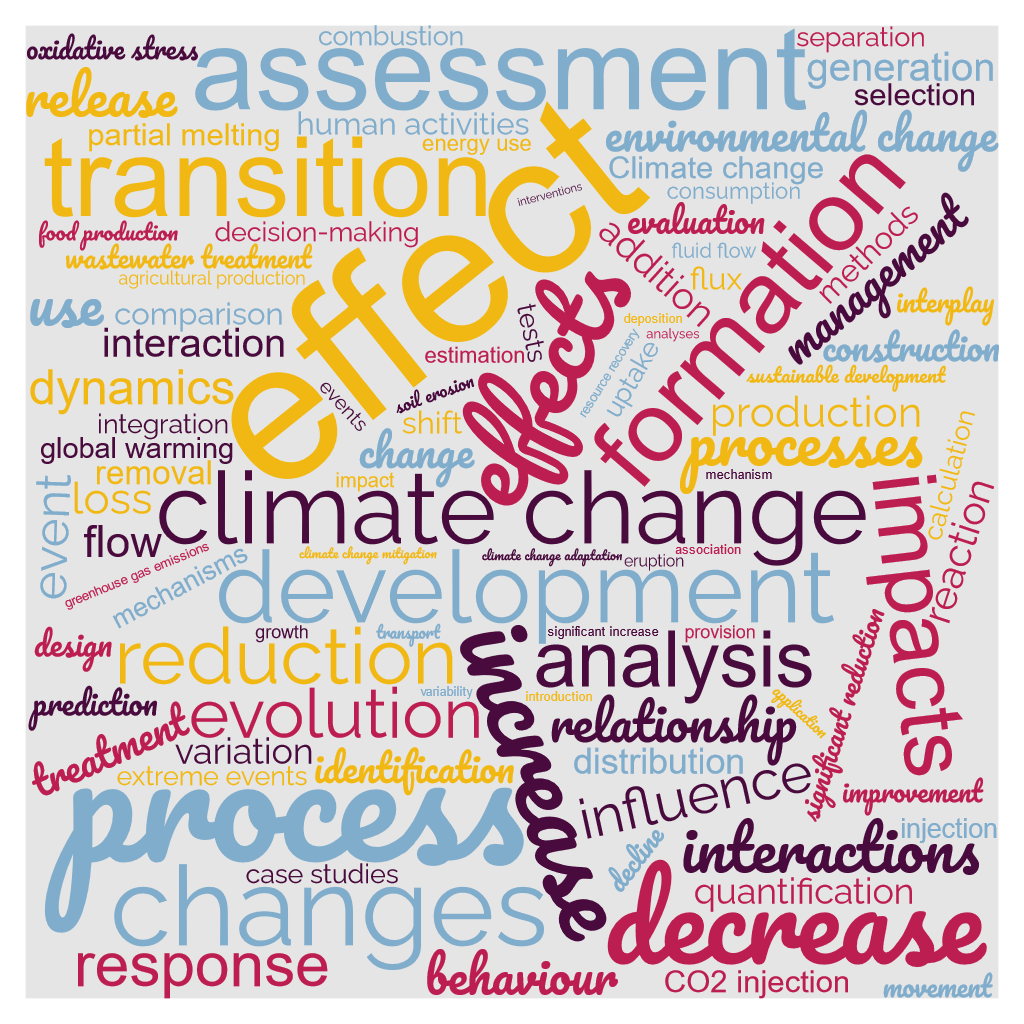 combustion
separation
oxidative stress
assessment
generation
release
selection
partial melting
human activities
energy use
environmental change
transition
effect
Climate change
interventions
consumption
formation
food production
decision-making
evaluation
addition
methods
management
wastewater treatment
fluid flow
agricultural production
flux
use
comparison
interplay
interaction
effects
tests
deposition
analyses
estimation
resource recovery
uptake
construction
sustainable development
dynamics
events
soil erosion
shift
production
integration
global warming
change
processes
calculation
removal
impact
mechanism
event
loss
climate change
impacts
reaction
flow
greenhouse gas emissions
mechanisms
climate change mitigation
climate change adaptation
association
eruption
development
design
growth
transport
significant increase
provision
reduction
increase
analysis
significant reduction
prediction
variability
introduction
application
treatment
evolution
relationship
variation
extreme events
identification
distribution
influence
improvement
process
injection
decline
interactions
case studies
changes
quantification
decrease
response
behaviour
CO2 injection
movement